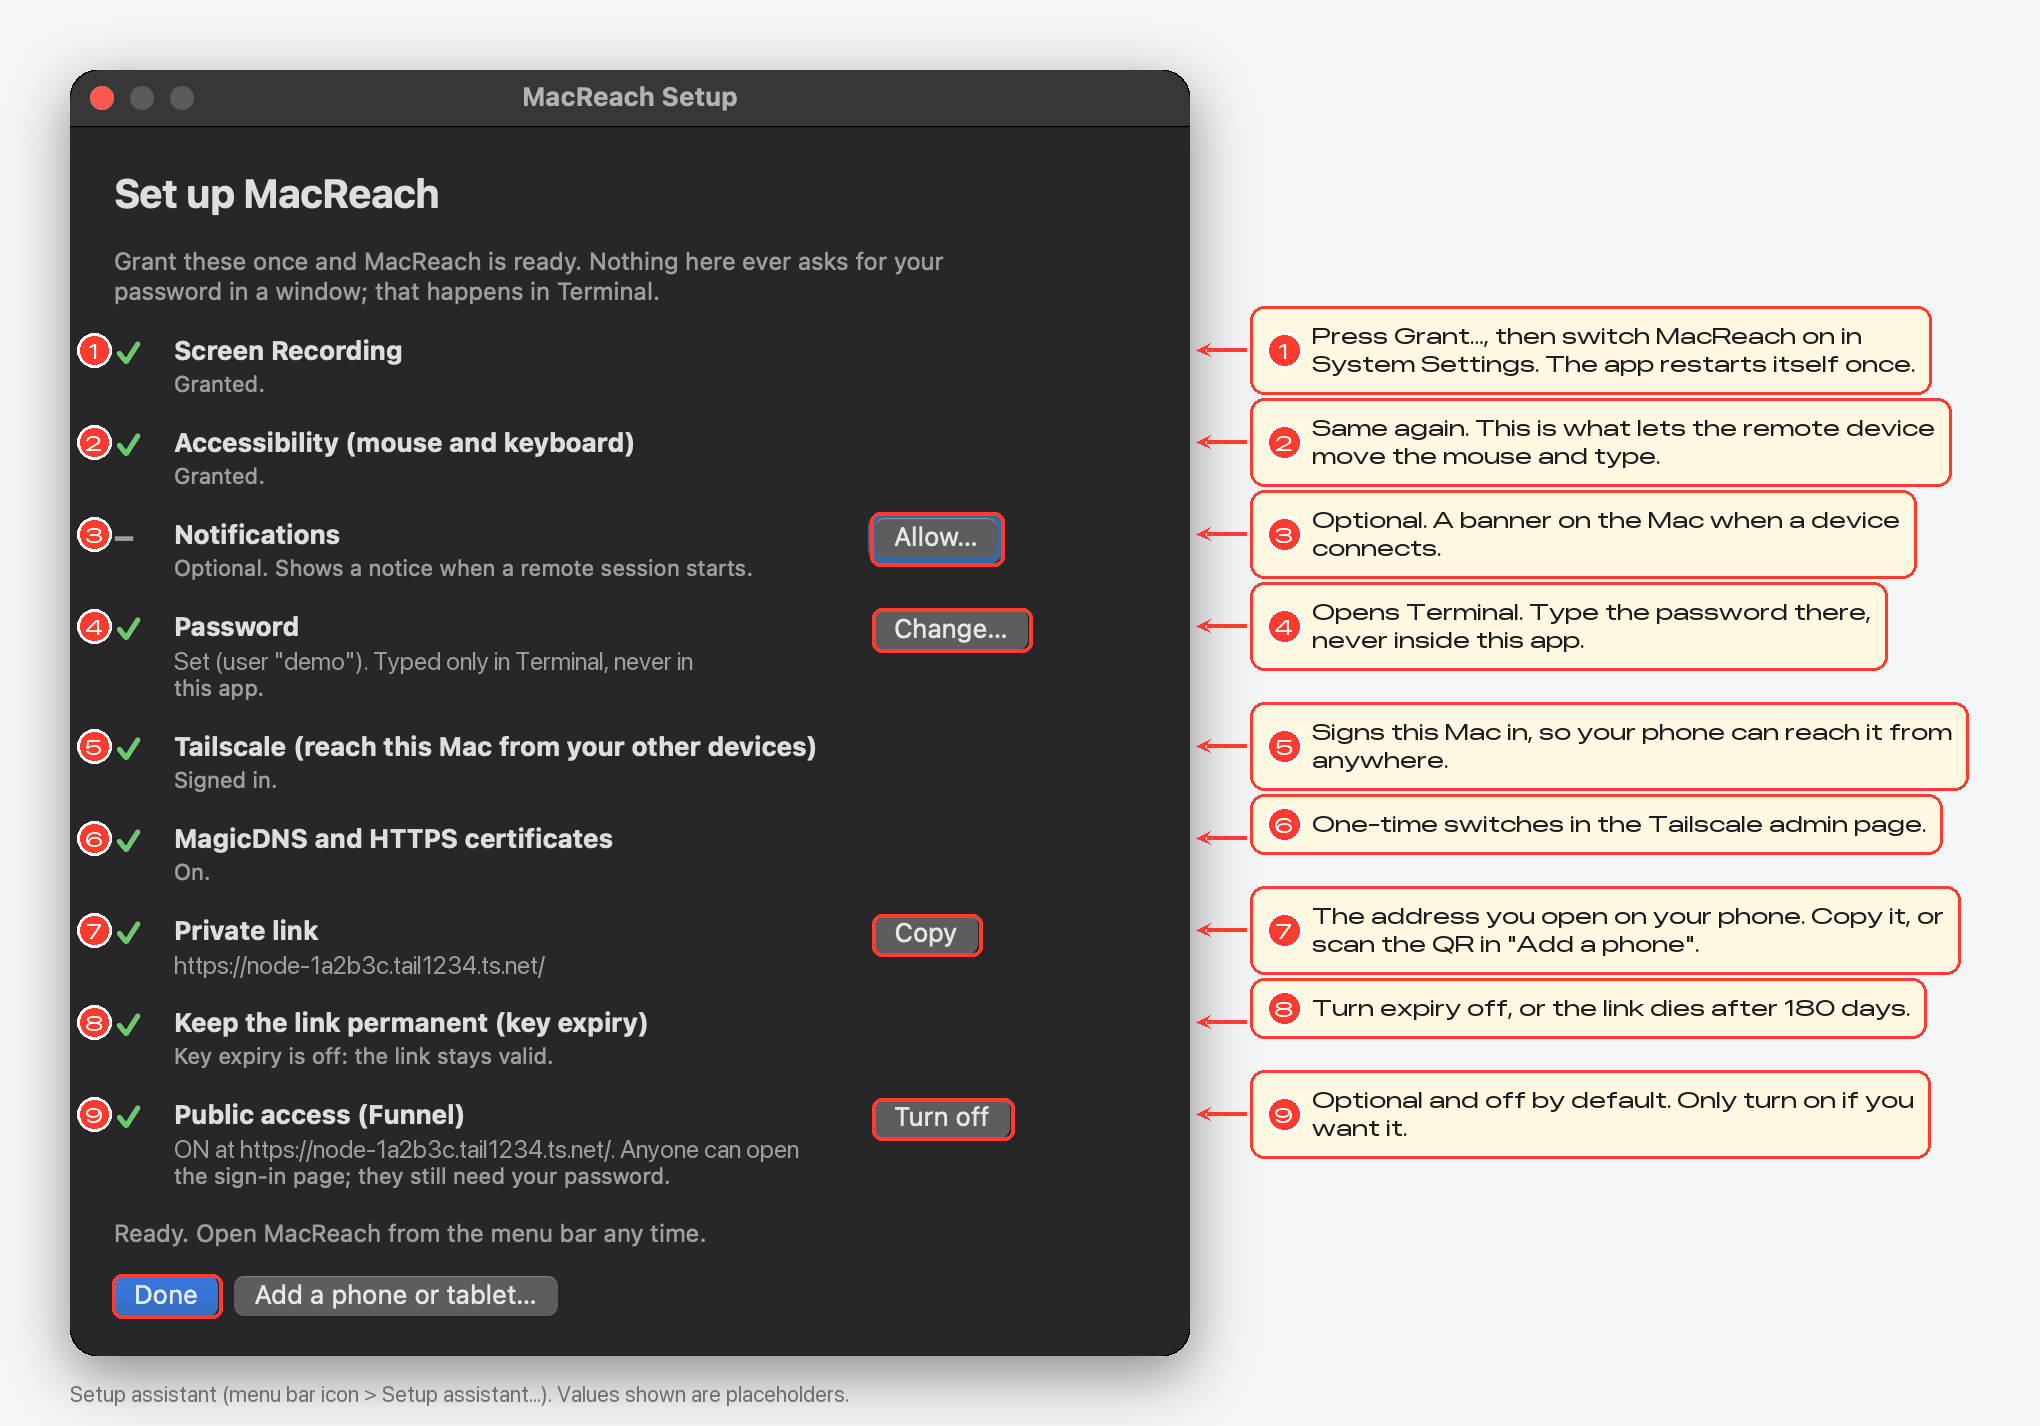 MacReach Setup
Set up MacReach
Grant these once and MacReach is ready. Nothing here ever asks for your
password in a window; that happens in Terminal.
1 Screen Recording
Granted.
2 Accessibility (mouse and keyboard)
Granted.
3 Notifications
Allow...
Optional. Shows a notice when a remote session starts.
4 Password
Change...
Set (user "demo"). Typed only in Terminal, never in
this app.
5 Tailscale (reach this Mac from your other devices)
Signed in.
6 MagicDNS and HTTPS certificates
On.
7 Private link
Copy
https://node-1a2b3c.tail1234.ts.net/
8 Keep the link permanent (key expiry)
Key expiry is off: the link stays valid.
9 Public access (Funnel)
Turn off
ON at https://node-1a2b3c.tail1234.ts.net/. Anyone can open
the sign-in page; they still need your password.
Ready. Open MacReach from the menu bar any time.
Done
Add a phone or tablet...
1 Press Grant..., then switch MacReach on in
System Settings. The app restarts itself once.
2 Same again. This is what lets the remote device
move the mouse and type.
3 Optional. A banner on the Mac when a device
connects.
4 Opens Terminal. Type the password there,
never inside this app.
5 Signs this Mac in, so your phone can reach it from
anywhere.
6 One-time switches in the Tailscale admin page.
7 The address you open on your phone. Copy it, or
scan the QR in "Add a phone".
8 Turn expiry off, or the link dies after 180 days.
9 Optional and off by default. Only turn on if you
want it.
Setup assistant (menu bar icon > Setup assistant...). Values shown are placeholders.